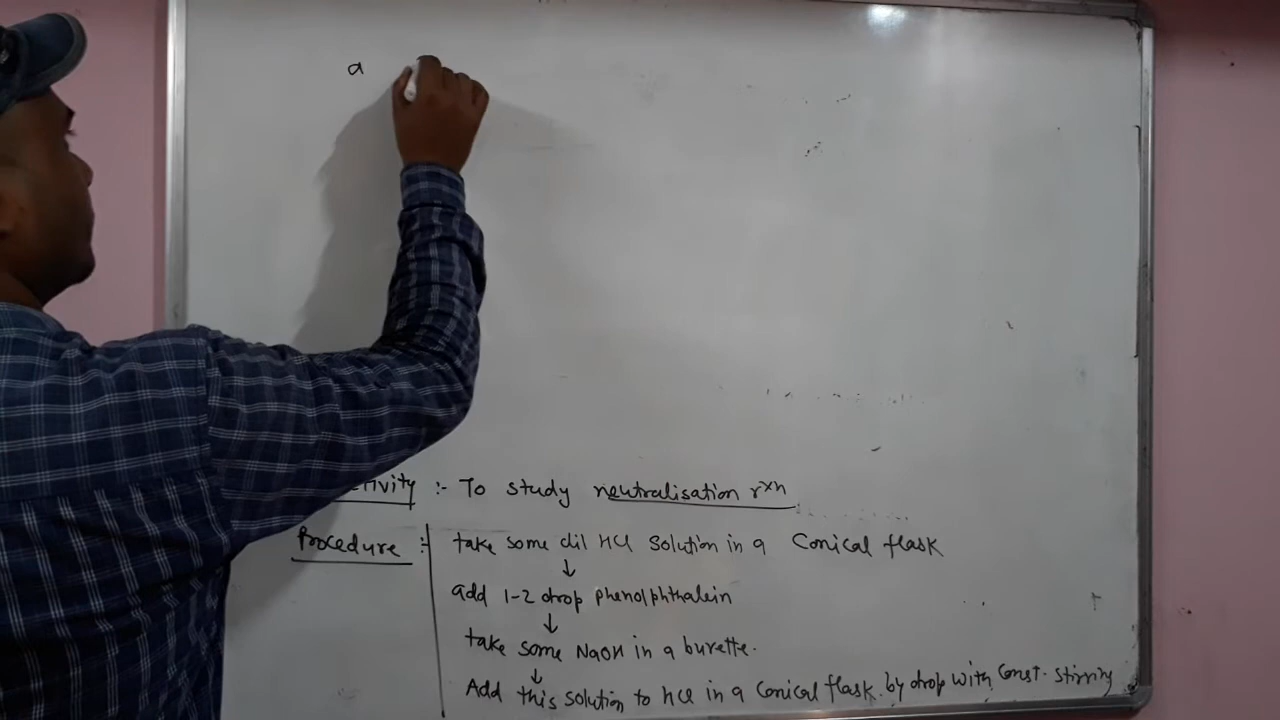 a
:- To study neutralisation rxn
Procedure :- take some dil HCl Solution in a Conical flask
↓
add 1-2 drop phenolphthalein
↓
take some NaOH in a burette.
↓
Add this solution to hcl in a Conical flask by drop with Const. stirring